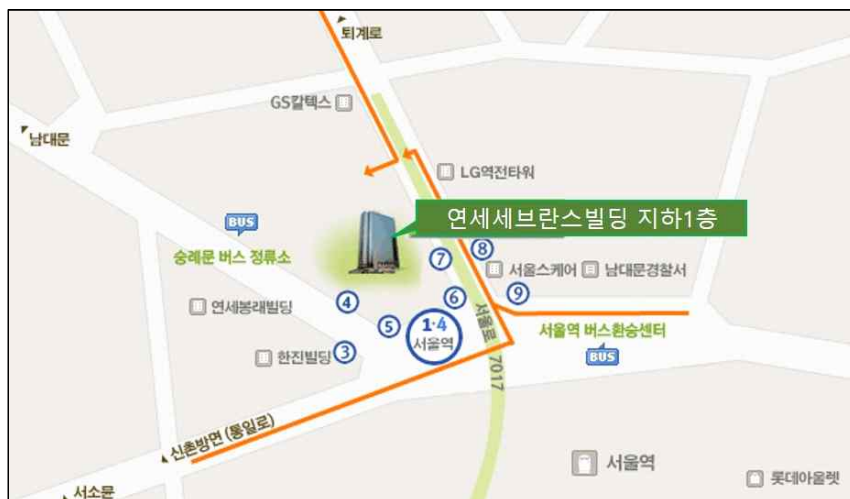 퇴계로
GS칼텍스
남대문
LG역전타워
BUS
연세세브란스빌딩 지하1층
숭례문 버스 정류소
⑦
⑧
서울스퀘어
남대문경찰서
연세봉래빌딩
④
⑥
⑨
⑤
1·4
서울역
서울로 7017
서울역 버스환승센터
BUS
한진빌딩
③
신촌방면 (통일로)
서소문
서울역
롯데아울렛